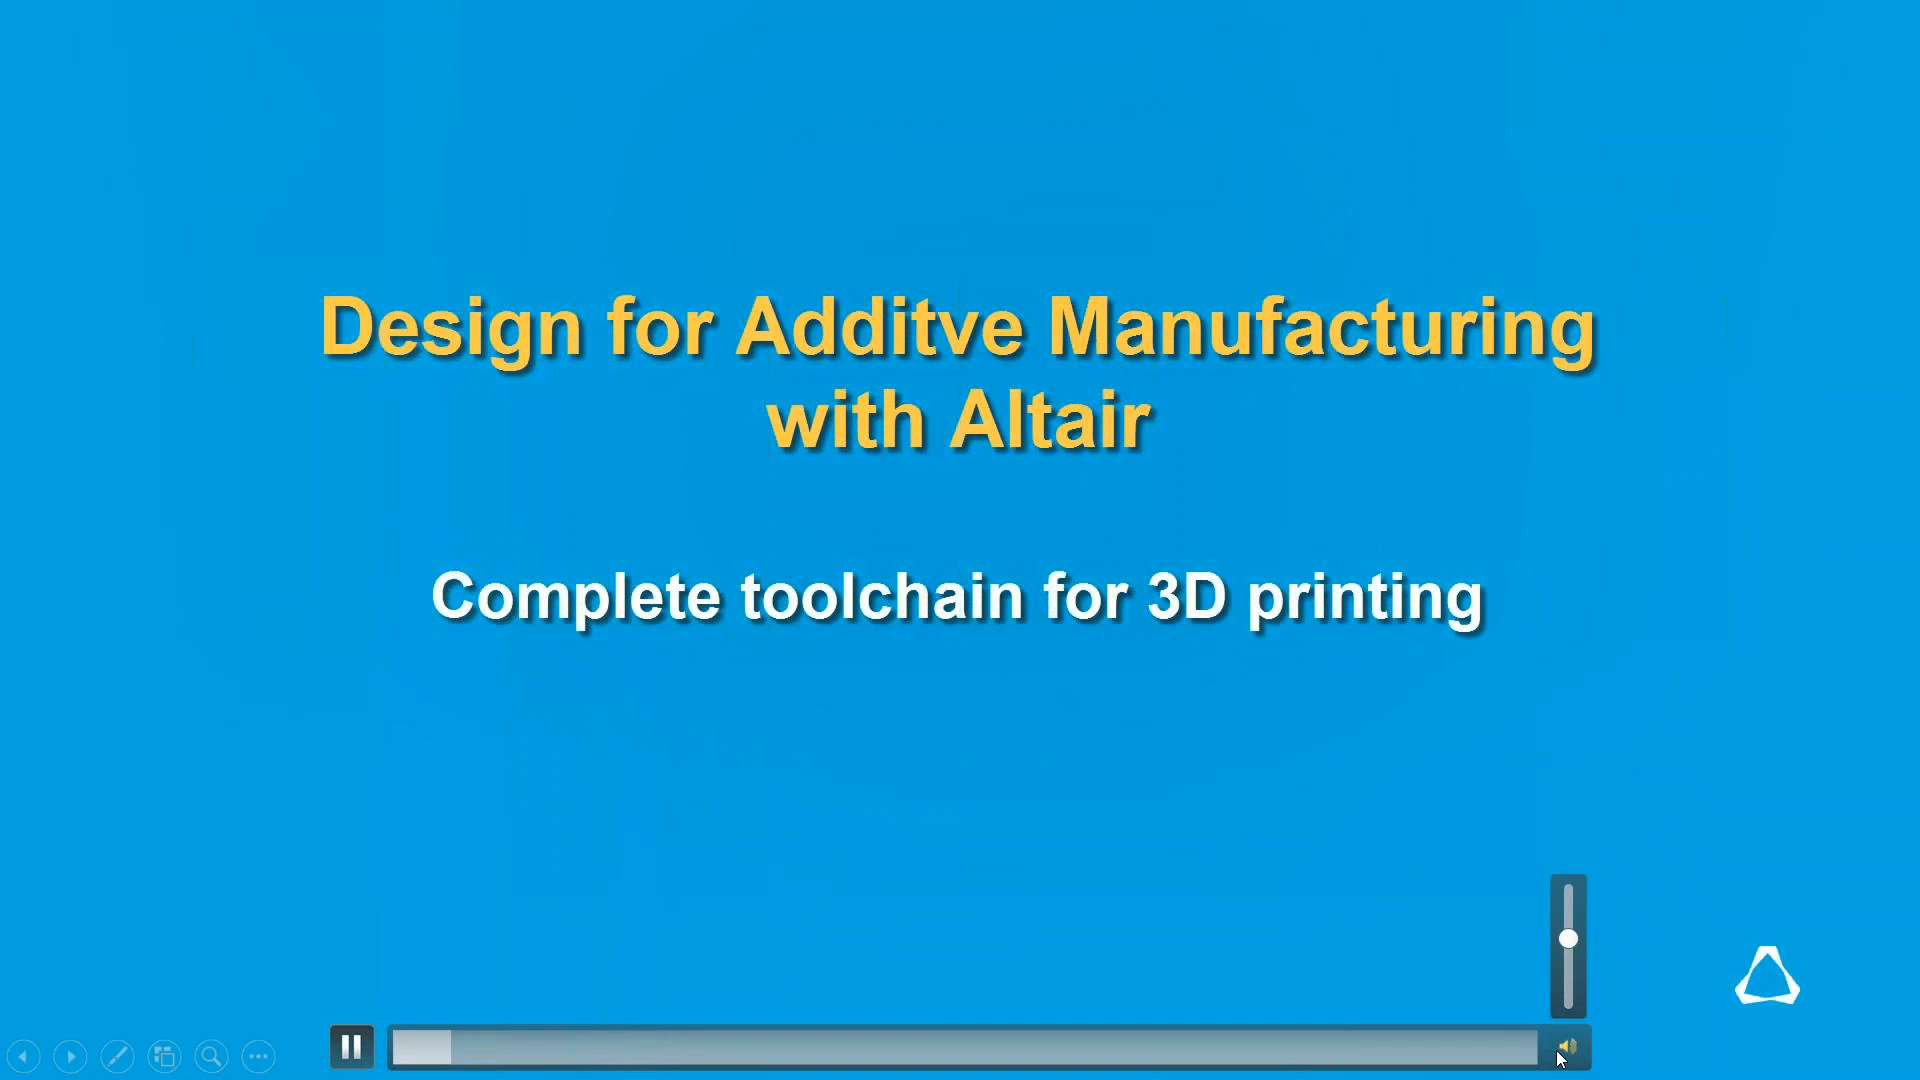 Design for Additve Manufacturing
with Altair
Complete toolchain for 3D printing